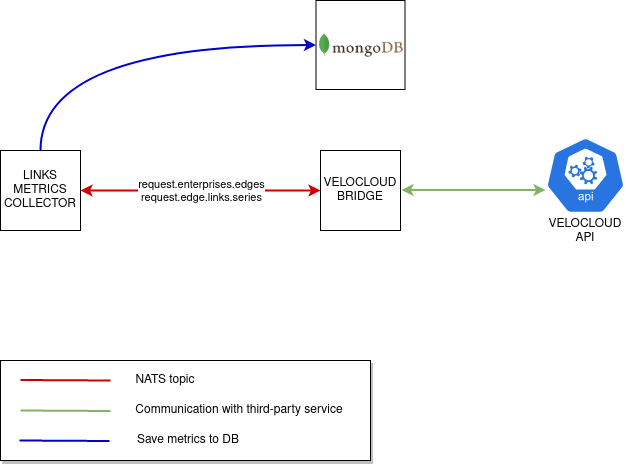 mongoDB
LINKS
METRICS
COLLECTOR
request.enterprises.edges
request.edge.links.series
VELOCLOUD
BRIDGE
api
VELOCLOUD
API
NATS topic
Communication with third-party service
Save metrics to DB